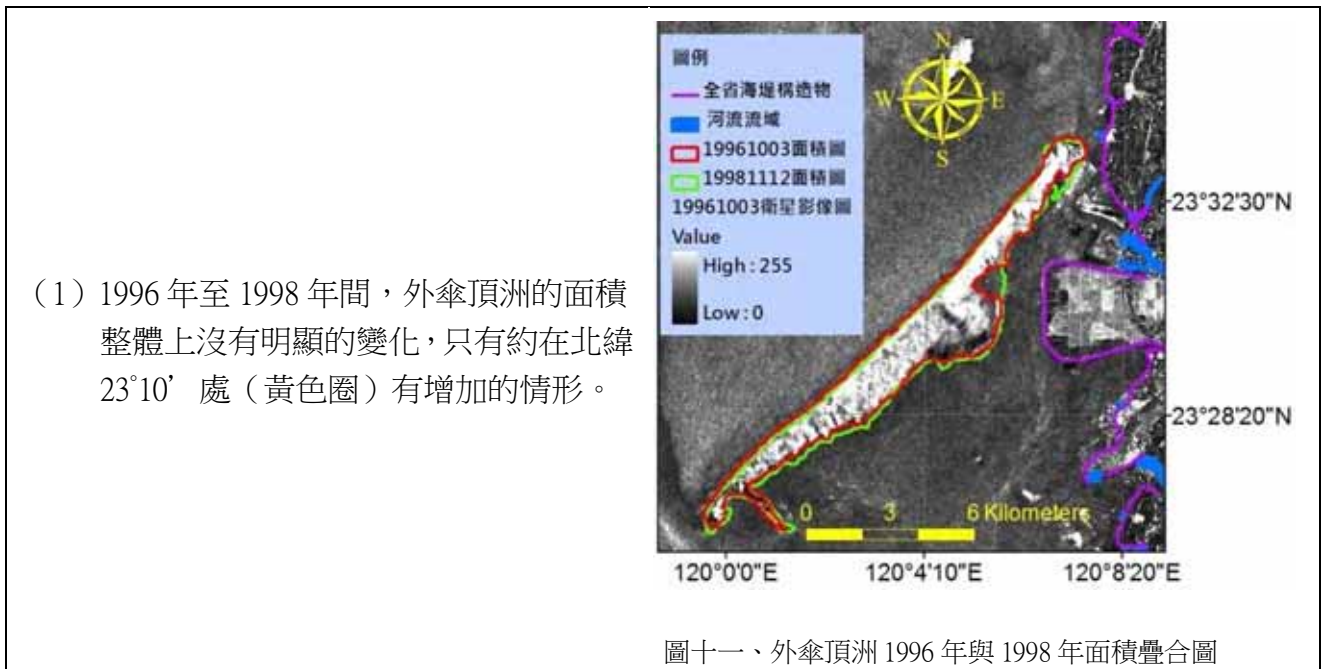 （1）1996 年至 1998 年間，外傘頂洲的面積
整體上沒有明顯的變化，只有約在北緯
23°10’ 處（黃色圈）有增加的情形。
圖例
全省海堤構造物
河流流域
19961003面積圖
19981112面積圖
19961003衛星影像圖
Value
High : 255
Low : 0
N
W
E
S
23°32'30"N
23°28'20"N
0 3 6 Kilometers
120°0'0"E 120°4'10"E 120°8'20"E
圖十一、外傘頂洲 1996 年與 1998 年面積疊合圖